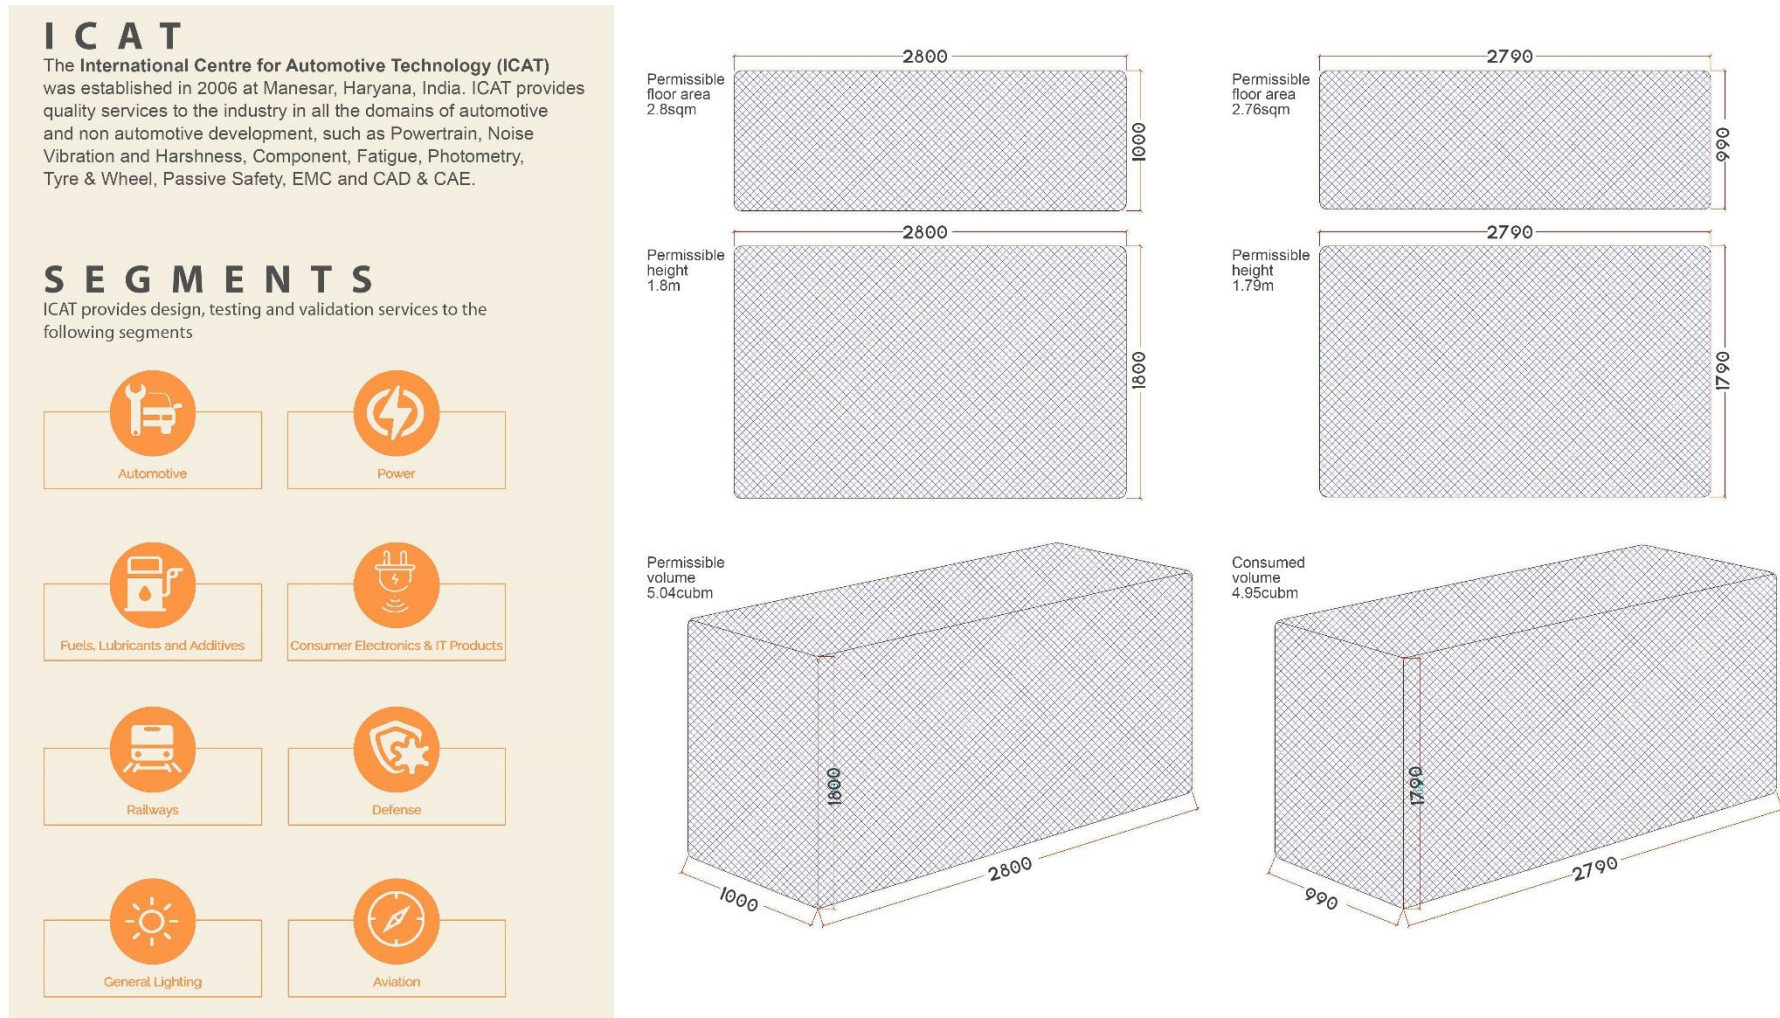 I C A T
The International Centre for Automotive Technology (ICAT)
was established in 2006 at Manesar, Haryana, India. ICAT provides
quality services to the industry in all the domains of automotive
and non automotive development, such as Powertrain, Noise
Vibration and Harshness, Component, Fatigue, Photometry,
Tyre & Wheel, Passive Safety, EMC and CAD & CAE.
S E G M E N T S
ICAT provides design, testing and validation services to the
following segments
Automotive
Power
Fuels, Lubricants and Additives
Consumer Electronics & IT Products
Railways
Defense
General Lighting
Aviation
2800
Permissible
floor area
2.8sqm
1000
2800
Permissible
height
1.8m
1800
Permissible
volume
5.04cubm
1800
1000
2800
2790
Permissible
floor area
2.76sqm
990
2790
Permissible
height
1.79m
1790
Consumed
volume
4.95cubm
1790
990
2790